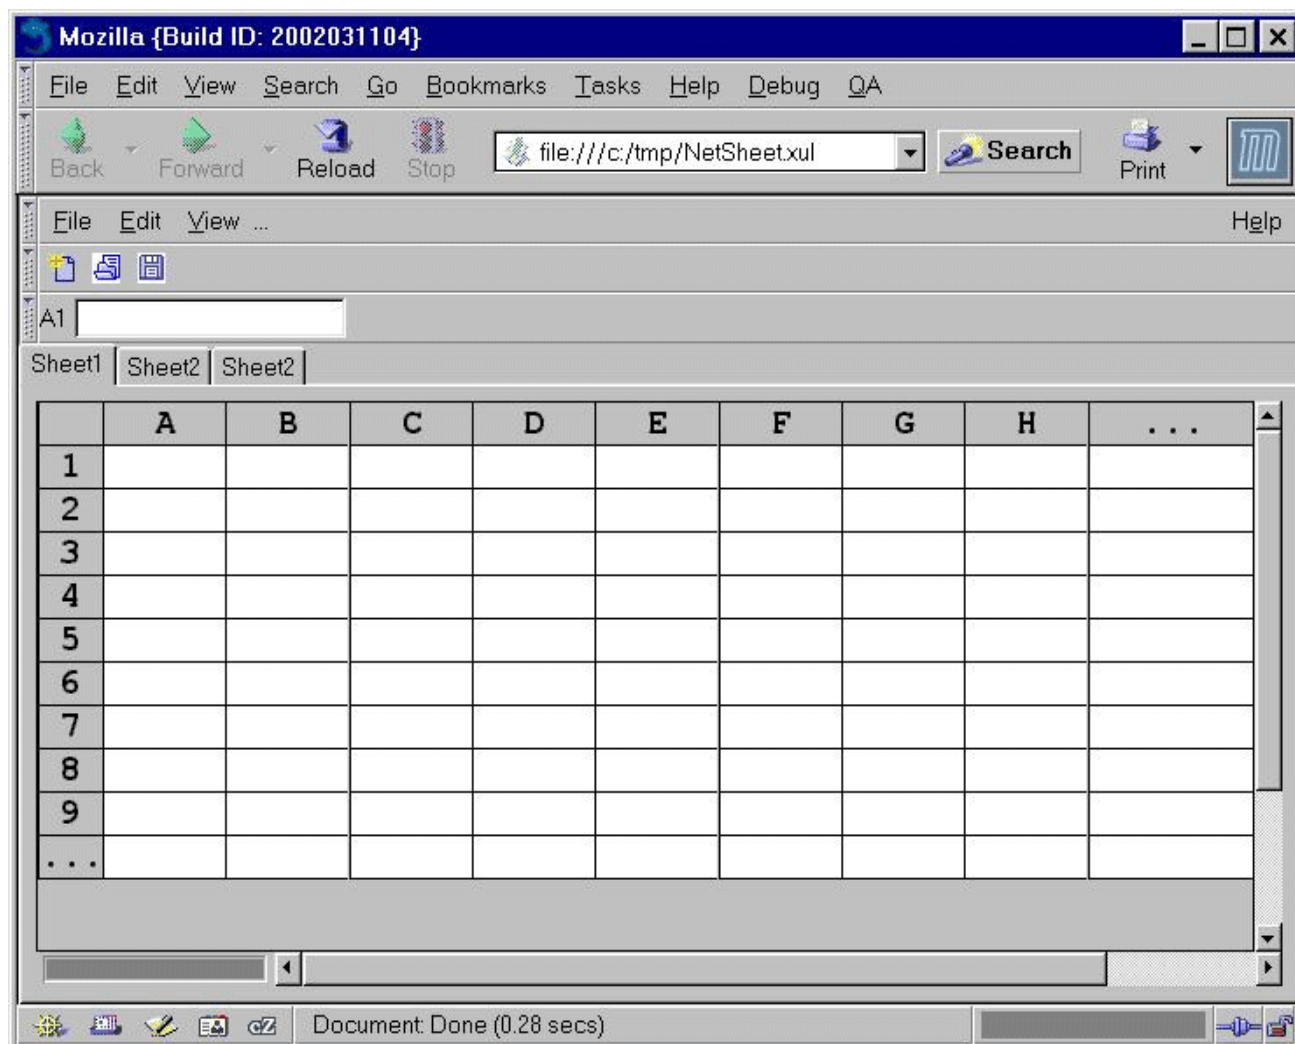 Mozilla {Build ID: 2002031104}
File Edit View Search Go Bookmarks Tasks Help Debug QA
Back Forward Reload Stop file:///c:/tmp/NetSheet.xul Search Print
File Edit View ... Help
A1
Sheet1 Sheet2 Sheet2
A B C D E F G H ...
1
2
3
4
5
6
7
8
9
...
cZ Document: Done (0.28 secs)